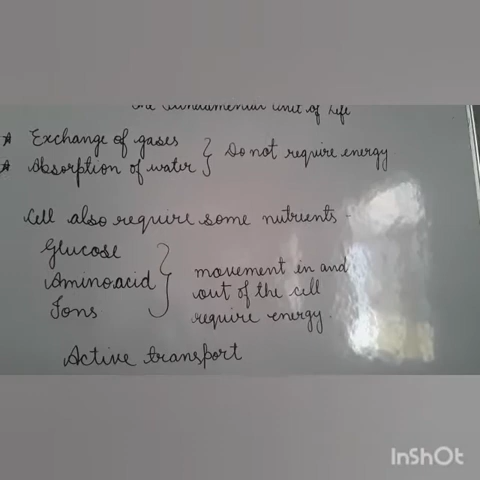 The Fundamental Unit of Life
* Exchange of gases
* Absorption of water } Do not require energy
Cell also require some nutrients -
Glucose
Aminoacid
Ions
} movement in and
out of the cell
require energy.
Active transport
InShOt